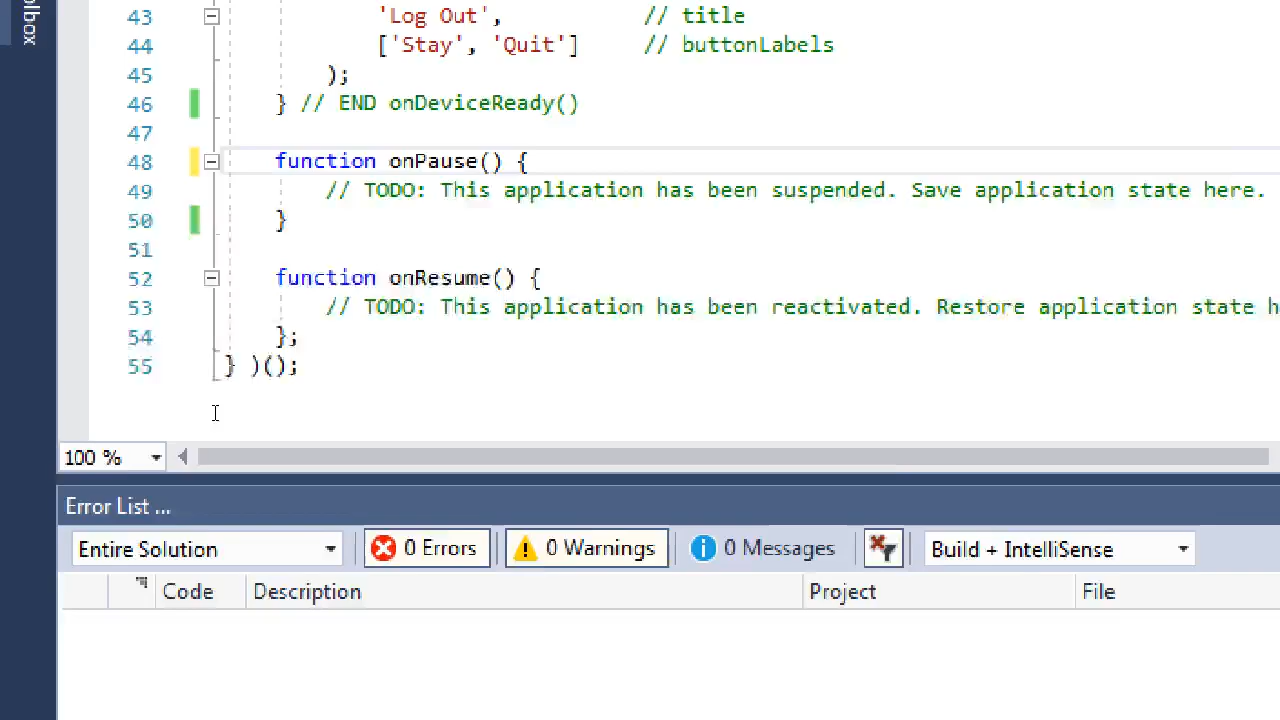 lbox
43 'Log Out', // title
44 ['Stay', 'Quit'] // buttonLabels
45 );
46 } // END onDeviceReady()
47
48 function onPause() {
49 // TODO: This application has been suspended. Save application state here.
50 }
51
52 function onResume() {
53 // TODO: This application has been reactivated. Restore application state h
54 };
55 } )();
100 %
Error List ...
Entire Solution 0 Errors 0 Warnings 0 Messages Build + IntelliSense
Code Description Project File